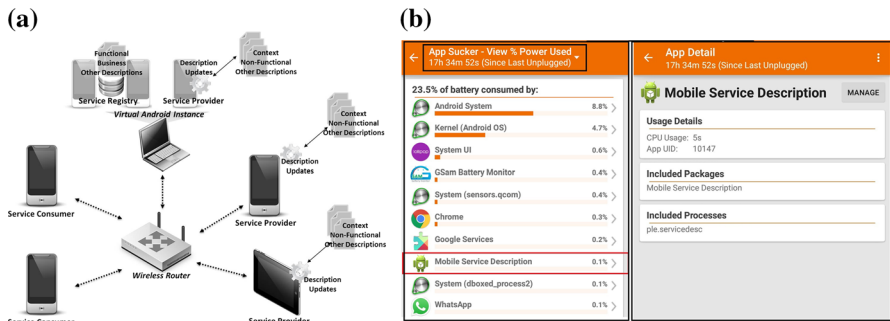 (a)
Functional
Business
Other Descriptions
Description
Updates
Context
Non-Functional
Other Descriptions
Service Registry
Service Provider
Virtual Android Instance
Context
Non-Functional
Other Descriptions
Description
Updates
Service Consumer
Service Provider
Wireless Router
Context
Non-Functional
Other Descriptions
Description
Updates
Service Consumer
Service Provider
(b)
App Sucker - View % Power Used
17h 34m 52s (Since Last Unplugged)
23.5% of battery consumed by:
Android System 8.8%
Kernel (Android OS) 4.7%
System UI 0.6%
GSam Battery Monitor 0.4%
System (sensors.qcom) 0.4%
Chrome 0.3%
Google Services 0.2%
Mobile Service Description 0.1%
System (dboxed_process2) 0.1%
WhatsApp 0.1%
App Detail
17h 34m 52s (Since Last Unplugged)
Mobile Service Description MANAGE
Usage Details
CPU Usage: 5s
App UID: 10147
Included Packages
Mobile Service Description
Included Processes
ple.servicedesc